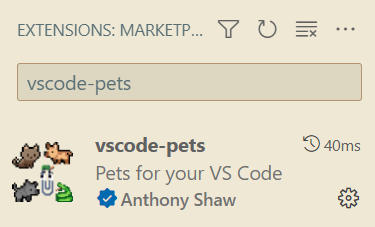 EXTENSIONS: MARKETP...
vscode-pets
vscode-pets 40ms
Pets for your VS Code
Anthony Shaw